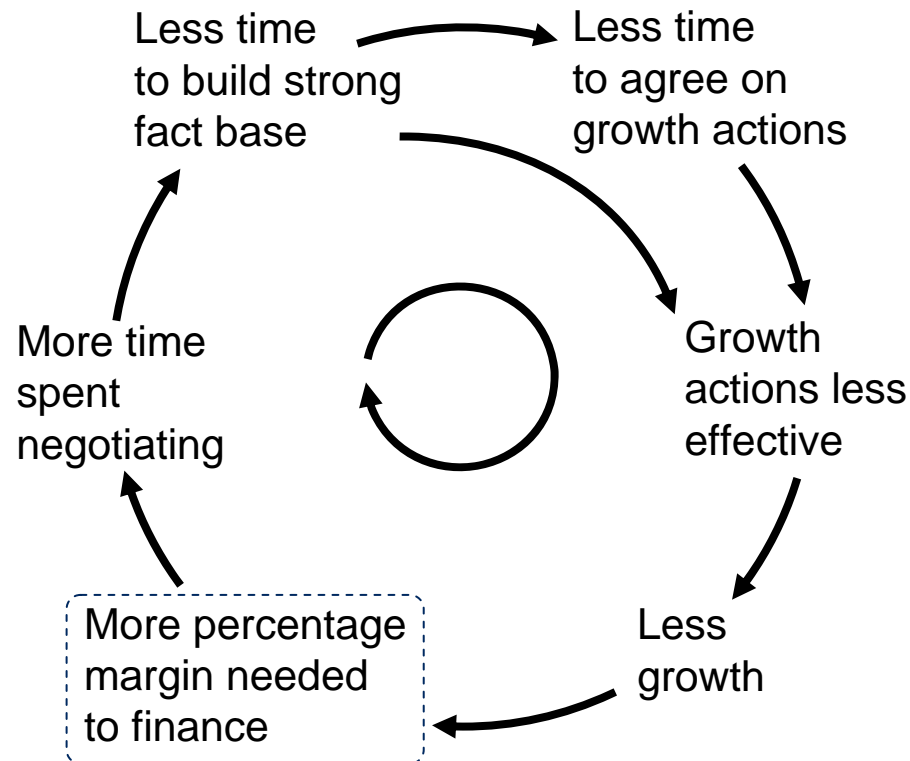 Less time
to build strong
fact base
Less time
to agree on
growth actions
Growth
actions less
effective
Less
growth
More percentage
margin needed
to finance
More time
spent
negotiating